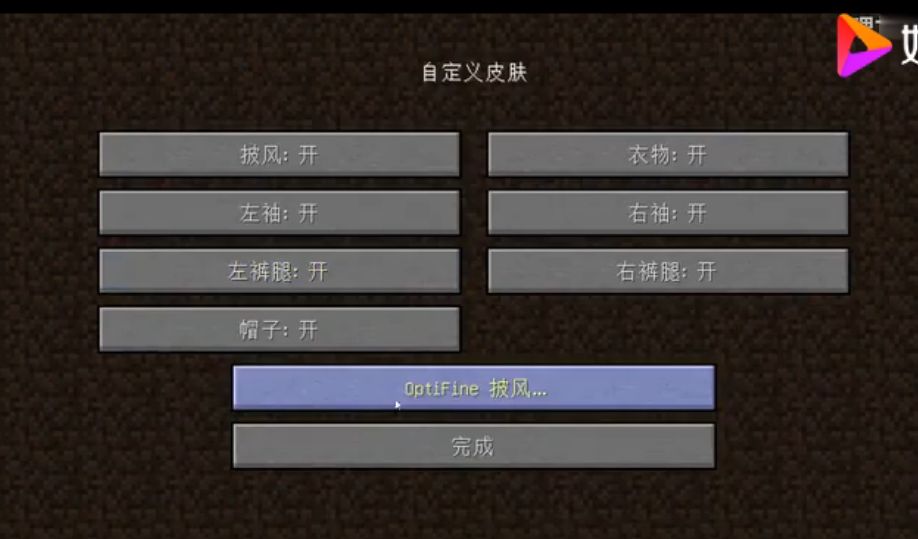 自定义皮肤
披风: 开
衣物: 开
左袖: 开
右袖: 开
左裤腿: 开
右裤腿: 开
帽子: 开
OptiFine 披风...
完成